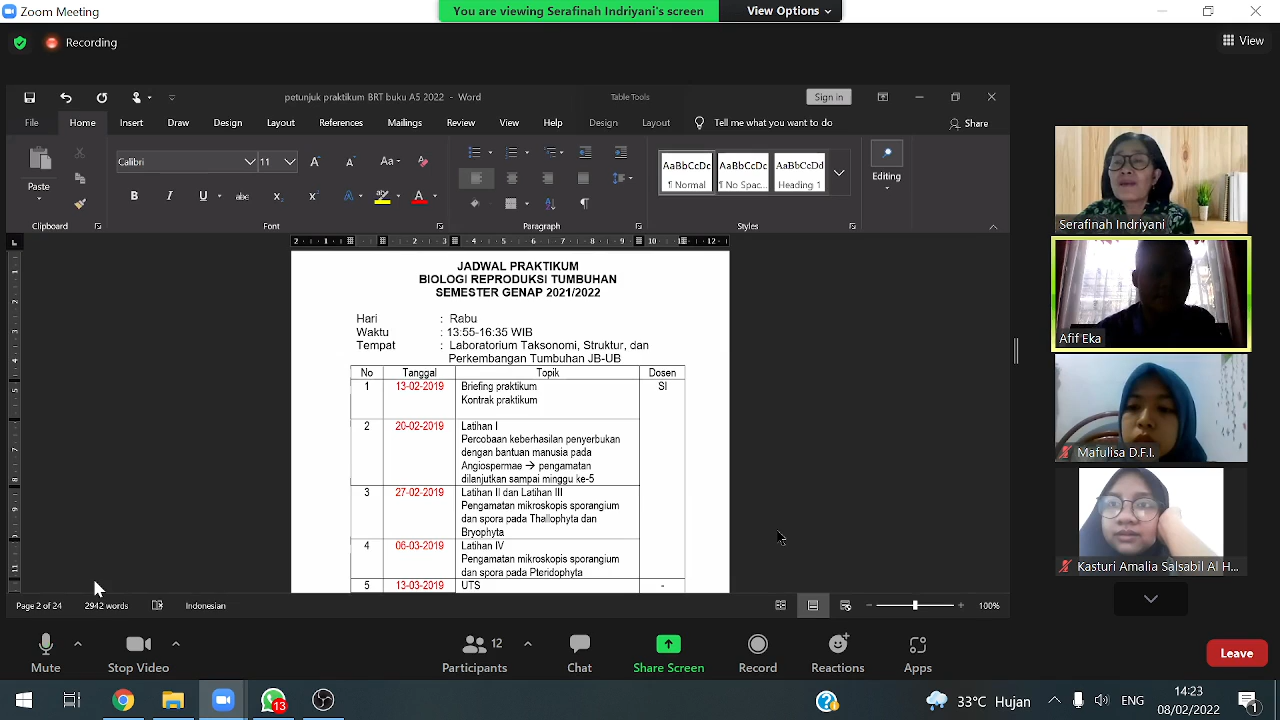 Zoom Meeting
You are viewing Serafinah Indriyani's screen
View Options
Recording
View
petunjuk praktikum BRT buku A5 2022 - Word
Table Tools
Sign in
File
Home
Insert
Draw
Design
Layout
References
Mailings
Review
View
Help
Design
Layout
Tell me what you want to do
Share
Paste
Calibri
11
Aa
AaBbCcDc
¶ Normal
AaBbCcDc
¶ No Spac...
AaBbCcDd
Heading 1
Editing
Clipboard
Font
Paragraph
Styles
JADWAL PRAKTIKUM
BIOLOGI REPRODUKSI TUMBUHAN
SEMESTER GENAP 2021/2022
Hari : Rabu
Waktu : 13:55-16:35 WIB
Tempat : Laboratorium Taksonomi, Struktur, dan
Perkembangan Tumbuhan JB-UB
No Tanggal Topik Dosen
1 13-02-2019 Briefing praktikum SI
Kontrak praktikum
2 20-02-2019 Latihan I
Percobaan keberhasilan penyerbukan
dengan bantuan manusia pada
Angiospermae → pengamatan
dilanjutkan sampai minggu ke-5
3 27-02-2019 Latihan II dan Latihan III
Pengamatan mikroskopis sporangium
dan spora pada Thallophyta dan
Bryophyta
4 06-03-2019 Latihan IV
Pengamatan mikroskopis sporangium
dan spora pada Pteridophyta
5 13-03-2019 UTS -
Page 2 of 24
2942 words
Indonesian
100%
Serafinah Indriyani
Afif Eka
Mafulisa D.F.I.
Kasturi Amalia Salsabil Al H...
Mute
Stop Video
Participants
12
Chat
Share Screen
Record
Reactions
Apps
Leave
13
33°C Hujan
ENG
14:23
08/02/2022
1